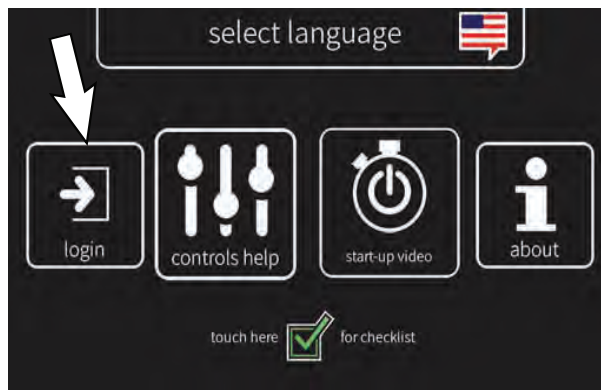 select language
login
controls help
start-up video
about
touch here for checklist